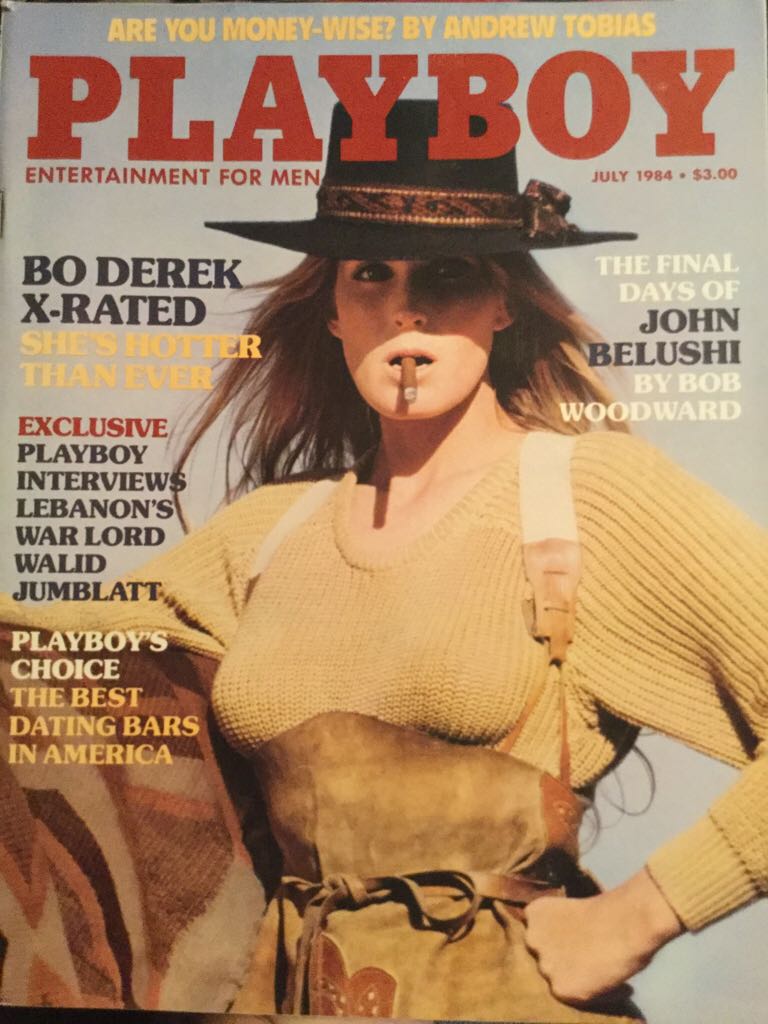 ARE YOU MONEY-WISE? BY ANDREW TOBIAS
PLAYBOY
ENTERTAINMENT FOR MEN
JULY 1984 • $3.00
BO DEREK
X-RATED
SHE'S HOTTER
THAN EVER
THE FINAL
DAYS OF
JOHN
BELUSHI
BY BOB
WOODWARD
EXCLUSIVE
PLAYBOY
INTERVIEWS
LEBANON'S
WAR LORD
WALID
JUMBLATT
PLAYBOY'S
CHOICE
THE BEST
DATING BARS
IN AMERICA